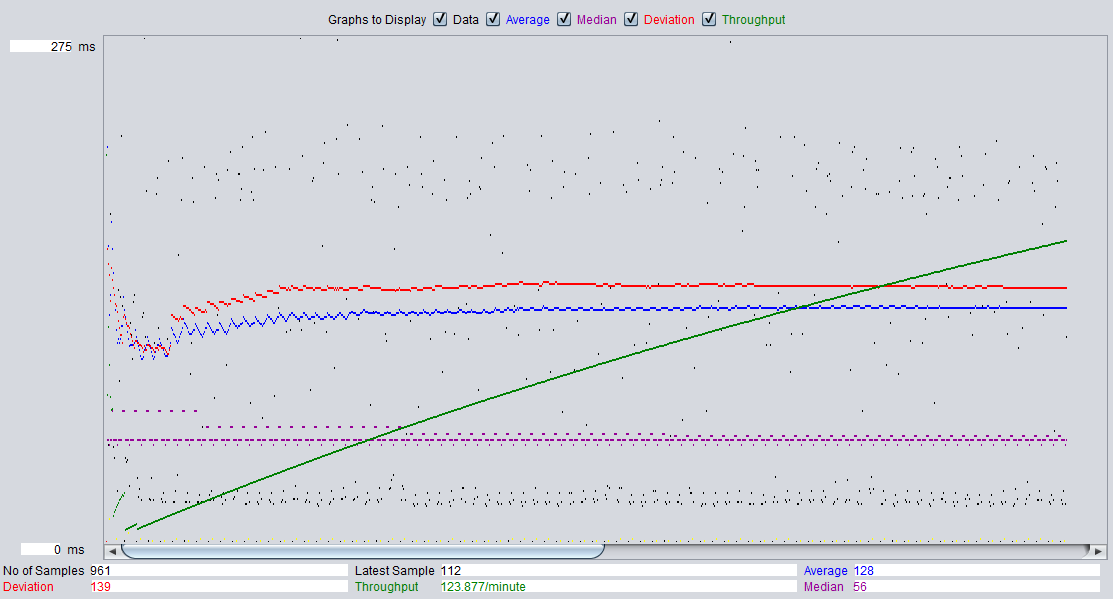 Graphs to Display Data Average Median Deviation Throughput
275 ms
0 ms
No of Samples 961 Latest Sample 112 Average 128
Deviation 139 Throughput 123.877/minute Median 56